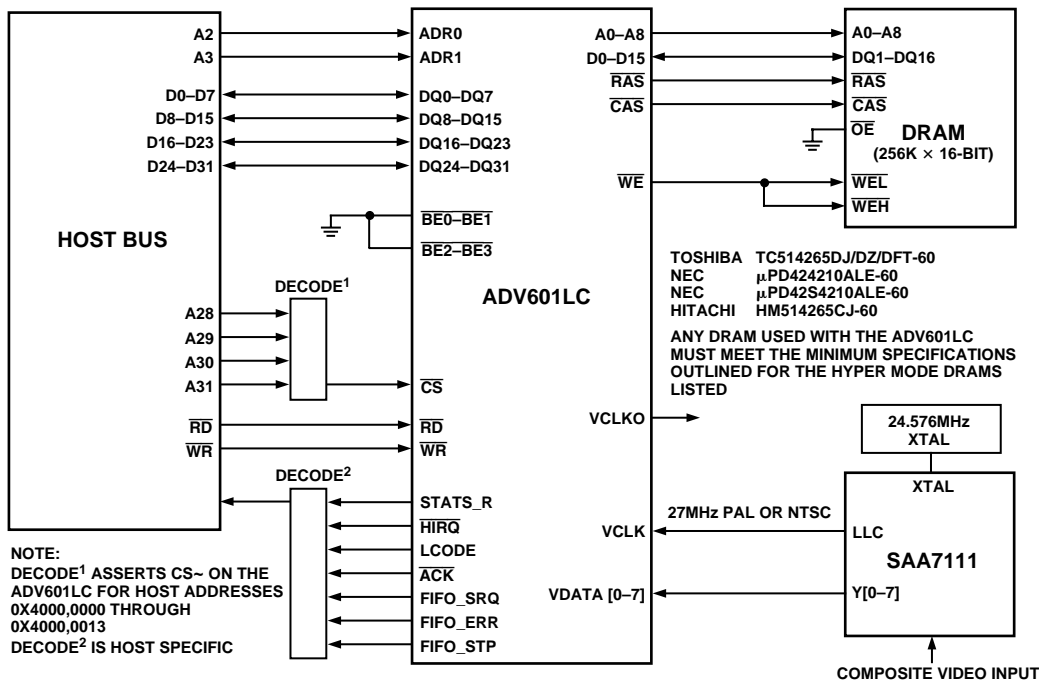 HOST BUS
A2
A3
D0–D7
D8–D15
D16–D23
D24–D31
A28
A29
A30
A31
RD
WR
DECODE1
DECODE2
ADV601LC
ADR0
ADR1
DQ0–DQ7
DQ8–DQ15
DQ16–DQ23
DQ24–DQ31
BE0–BE1
BE2–BE3
CS
RD
WR
STATS_R
HIRQ
LCODE
ACK
FIFO_SRQ
FIFO_ERR
FIFO_STP
A0–A8
D0–D15
RAS
CAS
WE
VCLKO
VCLK
VDATA [0–7]
A0–A8
DQ1–DQ16
RAS
CAS
OE
DRAM
(256K × 16-BIT)
WEL
WEH
TOSHIBA TC514265DJ/DZ/DFT-60
NEC μPD424210ALE-60
NEC μPD42S4210ALE-60
HITACHI HM514265CJ-60
ANY DRAM USED WITH THE ADV601LC
MUST MEET THE MINIMUM SPECIFICATIONS
OUTLINED FOR THE HYPER MODE DRAMS
LISTED
24.576MHz
XTAL
XTAL
27MHz PAL OR NTSC
LLC
SAA7111
Y[0–7]
COMPOSITE VIDEO INPUT
NOTE:
DECODE1 ASSERTS CS~ ON THE
ADV601LC FOR HOST ADDRESSES
0X4000,0000 THROUGH
0X4000,0013
DECODE2 IS HOST SPECIFIC